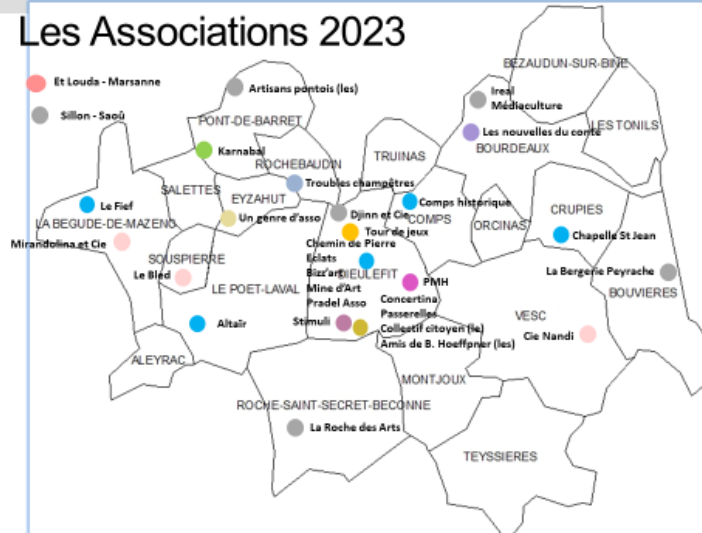 Les Associations 2023
BEZAUDUN-SUR-BINE
Et Louda - Marsanne
Artisans pontois (les)
Ireal
Médiaculture
Sillon - Saoû
PONT-DE-BARRET
LES TONILS
Les nouvelles du conte
BOURDEAUX
Karnabal
TRUINAS
ROCHEBAUDIN
Troubles champêtres
SALETTES
EYZAHUT
Comps historique
Le Fief
CRUPIES
Djinn et Cie
Un genre d'asso
COMPS
LA BEGUDE-DE-MAZENC
ORCINAS
Tour de jeux
Chapelle St Jean
Mirandolina et Cie
Chemin de Pierre
SOUSPIERRE
Eclats
Le Bled
Bizz'art
DIEULEFIT
La Bergerie Peyrache
PMH
LE POET-LAVAL
Mine d'Art
BOUVIERES
Concertina
Pradel Asso
Passerelles
VESC
Stimuli
Altaïr
Collectif citoyen (le)
Cie Nandi
Amis de B. Hoeffpner (les)
ALEYRAC
MONTJOUX
ROCHE-SAINT-SECRET-BECONNE
La Roche des Arts
TEYSSIERES